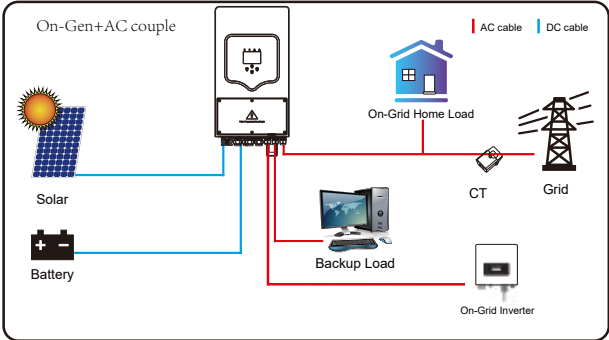 On-Gen+AC couple
AC cable
DC cable
On-Grid Home Load
Solar
CT
Grid
Battery
Backup Load
On-Grid Inverter